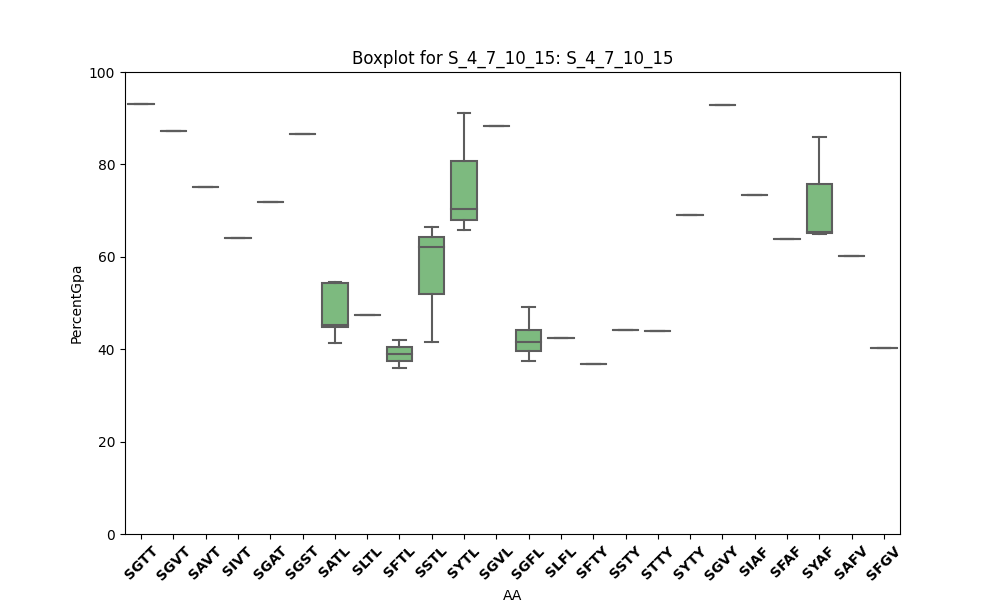 Boxplot for S_4_7_10_15: S_4_7_10_15
100
80
60
40
20
0
PercentGpa
SGTT SGVT SAVT SIVT SGAT SGST SATL SLTL SFTL SSTL SYTL SGVL SGFL SLFL SFTY SSTY STTY SYTY SGVY SIAF SFAF SYAF SAFV SFGV
AA